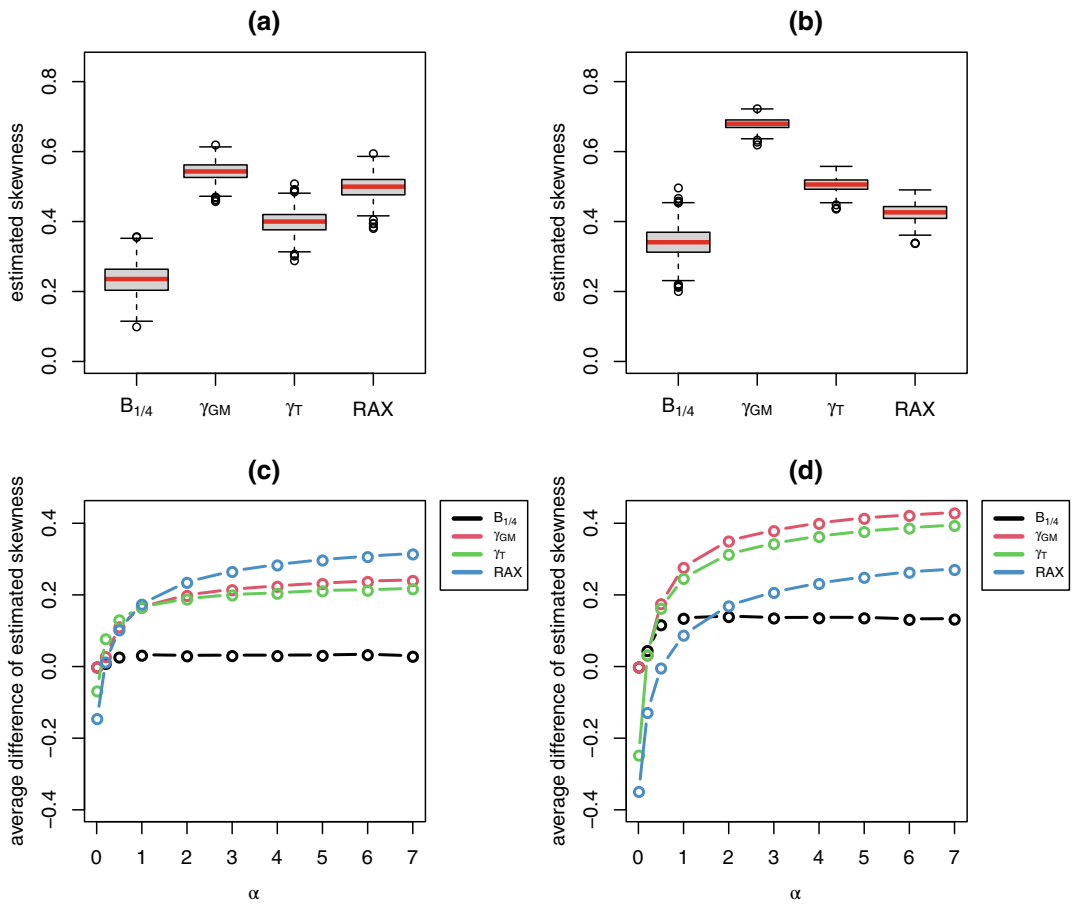 (a)
estimated skewness
0.8
0.6
0.4
0.2
0.0
B1/4 γGM γT RAX
(b)
estimated skewness
0.8
0.6
0.4
0.2
0.0
B1/4 γGM γT RAX
(c)
average difference of estimated skewness
0.4
0.2
0.0
−0.2
−0.4
0 1 2 3 4 5 6 7
α
B1/4
γGM
γT
RAX
(d)
average difference of estimated skewness
0.4
0.2
0.0
−0.2
−0.4
0 1 2 3 4 5 6 7
α
B1/4
γGM
γT
RAX